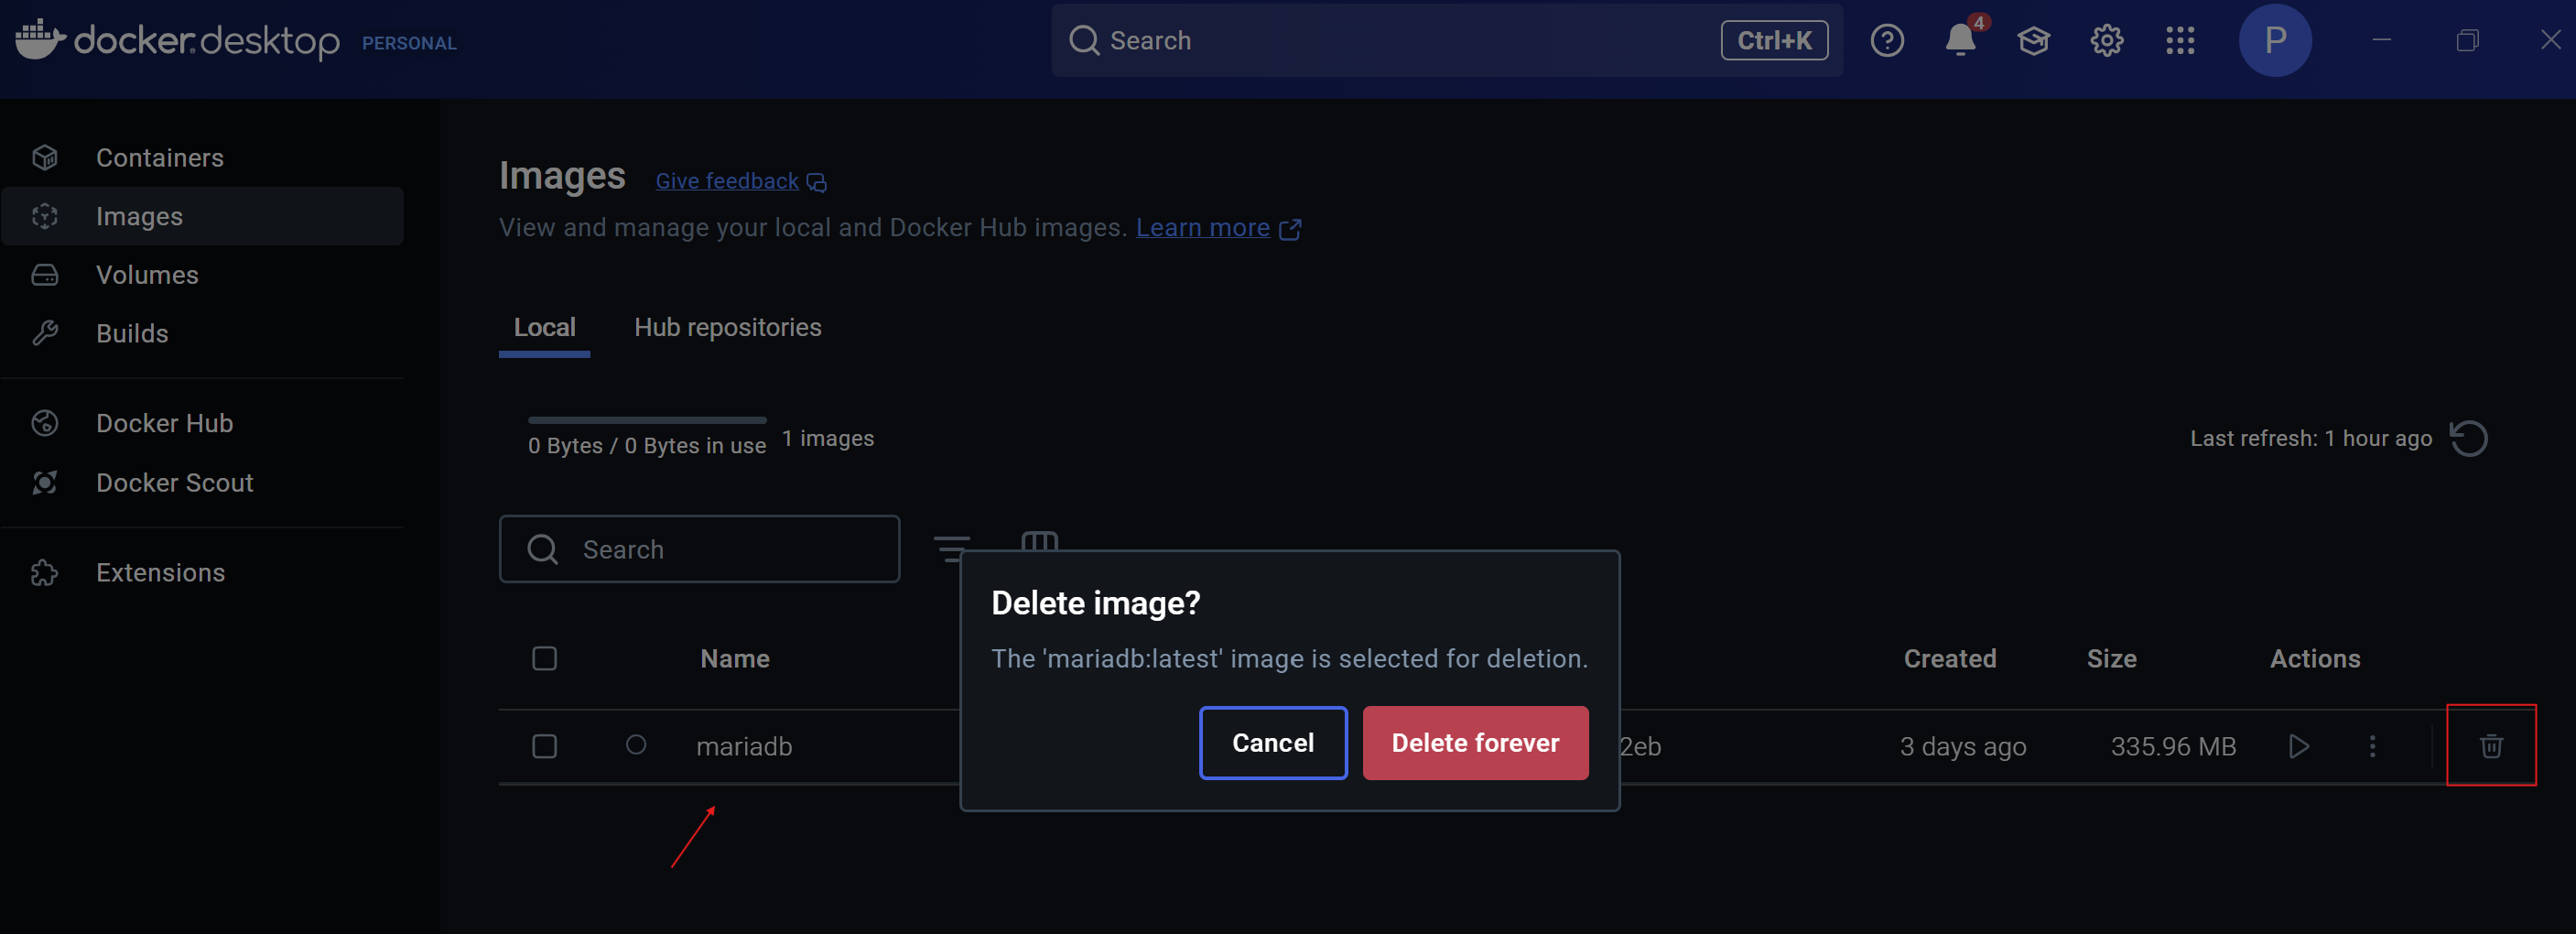 docker.desktop PERSONAL
Search Ctrl+K 4 P
Containers
Images
Volumes
Builds
Docker Hub
Docker Scout
Extensions
Images Give feedback
View and manage your local and Docker Hub images. Learn more
Local Hub repositories
0 Bytes / 0 Bytes in use 1 images
Last refresh: 1 hour ago
Search
Name Created Size Actions
mariadb 2eb 3 days ago 335.96 MB
Delete image?
The 'mariadb:latest' image is selected for deletion.
Cancel Delete forever